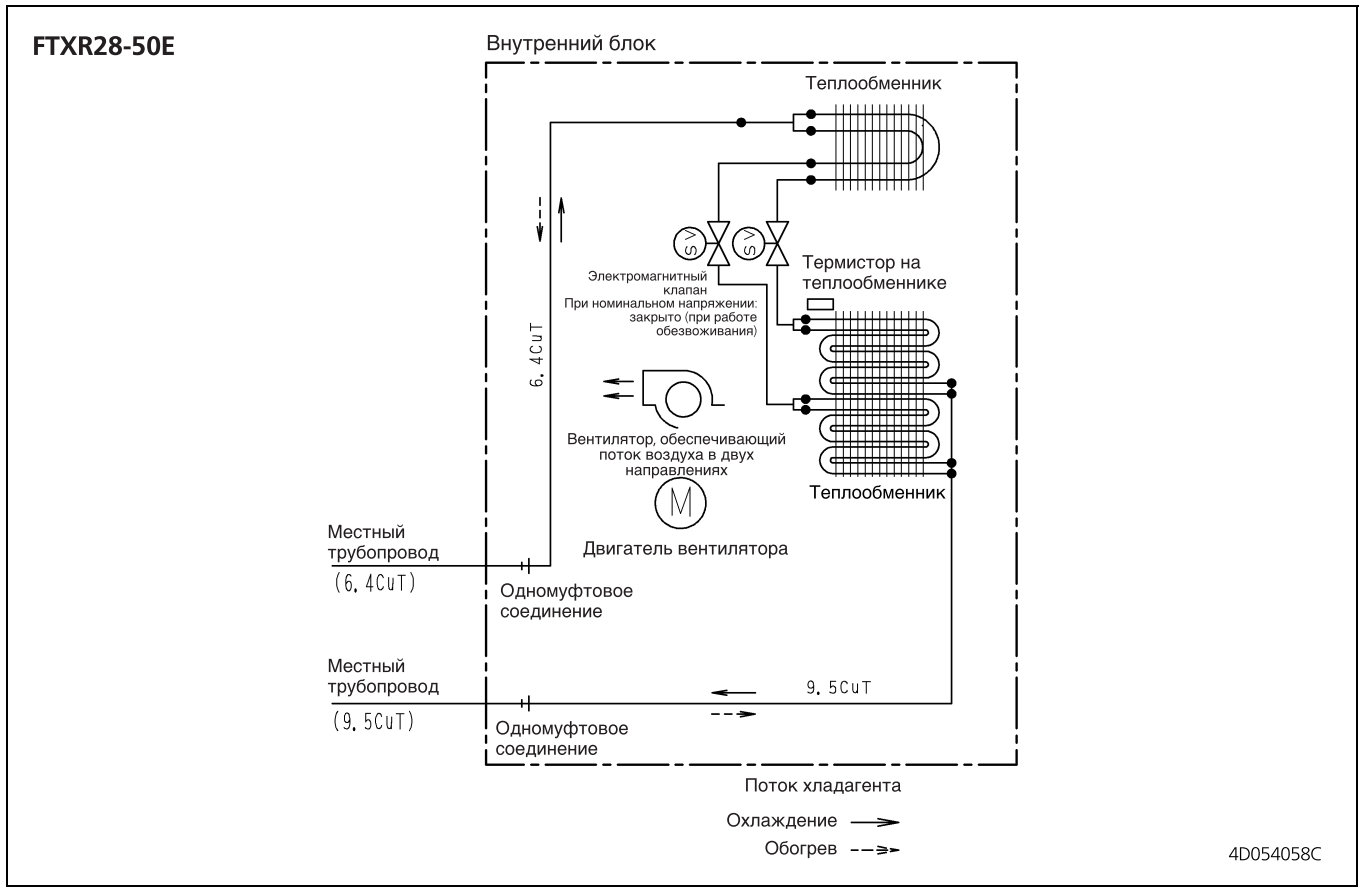 FTXR28-50E
Внутренний блок
Теплообменник
S V
S V
Электромагнитный
клапан
При номинальном напряжении:
закрыто (при работе
обезвоживания)
Термистор на
теплообменнике
6.4CuT
Вентилятор, обеспечивающий
поток воздуха в двух
направлениях
M
Двигатель вентилятора
Теплообменник
Местный
трубопровод
(6.4CuT)
Одномуфтовое
соединение
Местный
трубопровод
(9.5CuT)
Одномуфтовое
соединение
9.5CuT
Поток хладагента
Охлаждение
Обогрев
4D054058C